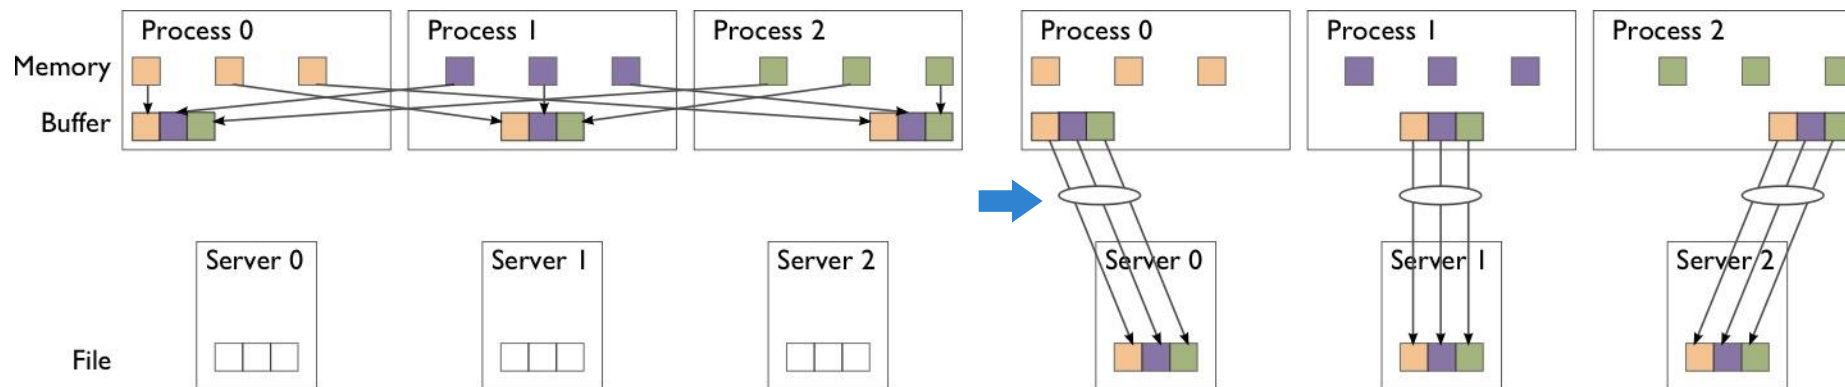 Process 0 Process 1 Process 2 Process 0 Process 1 Process 2
Memory
Buffer
Server 0 Server 1 Server 2 Server 0 Server 1 Server 2
File